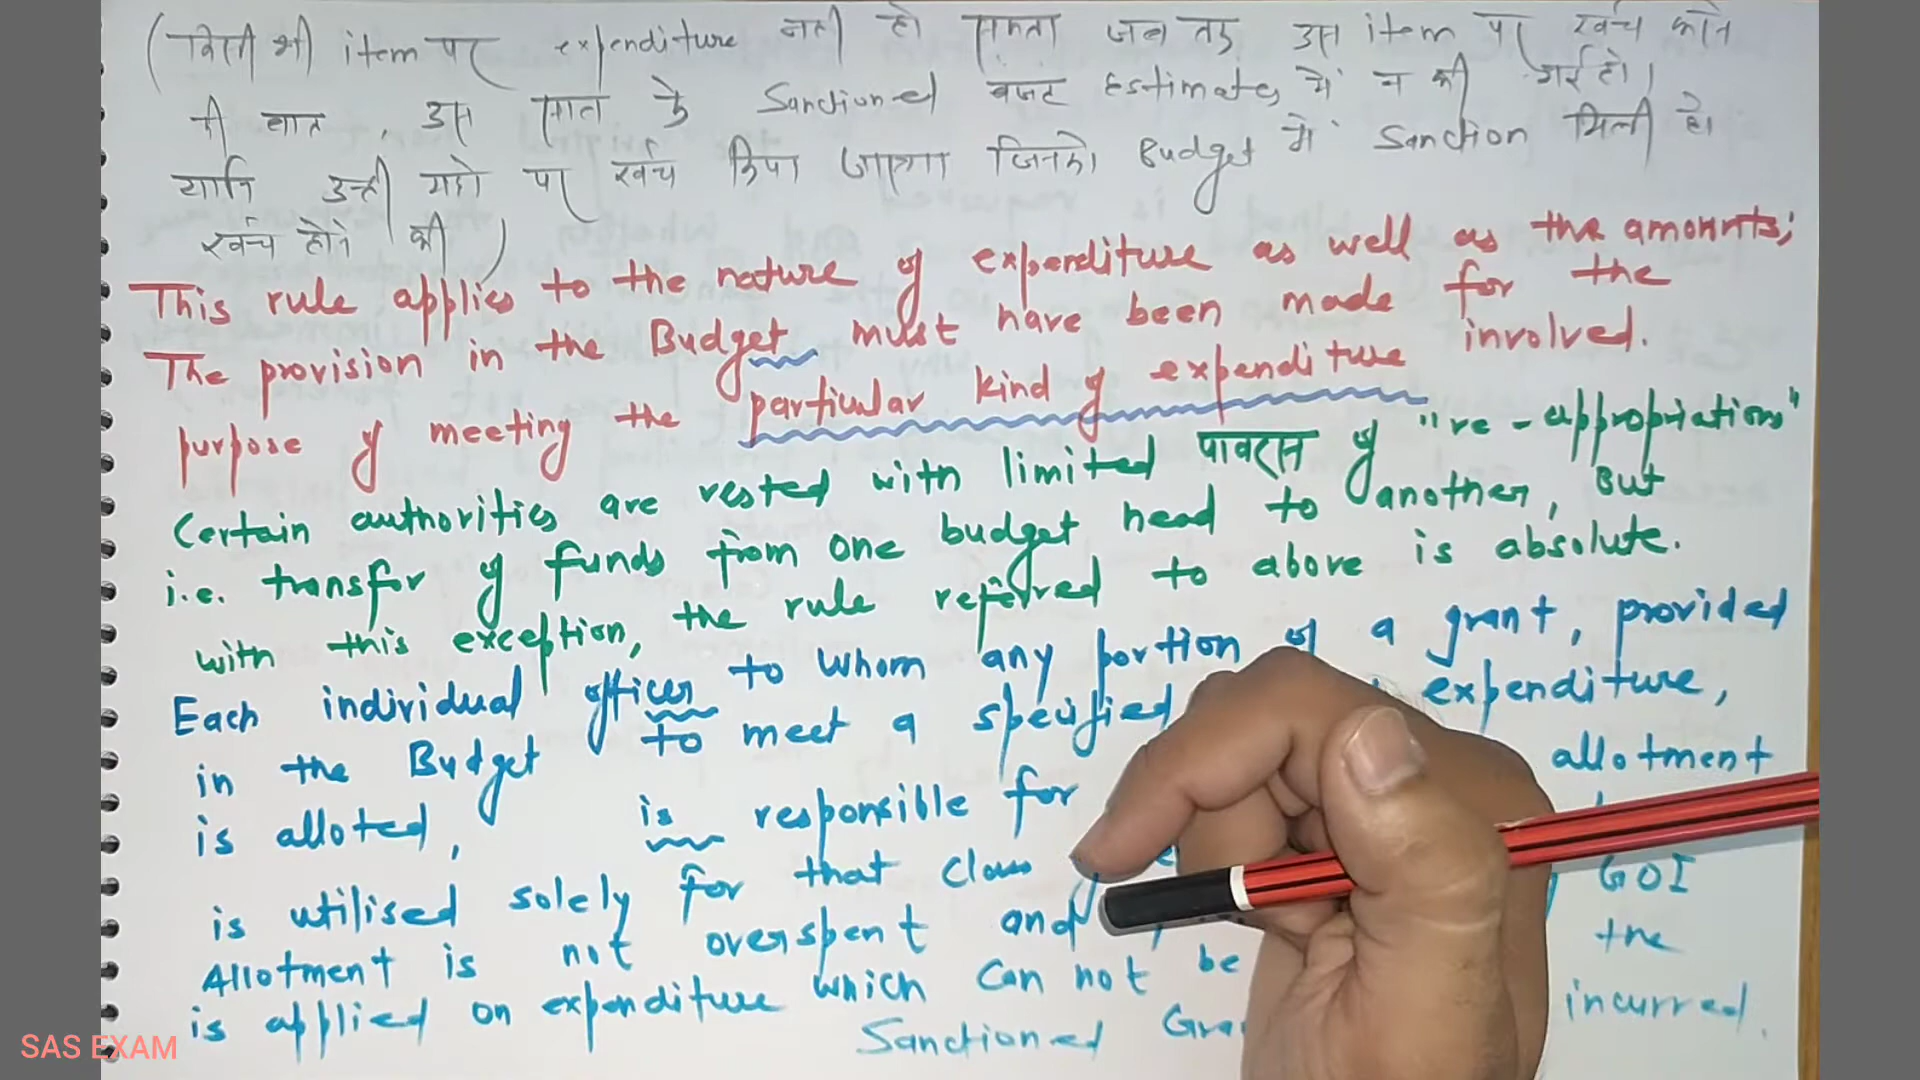 (किसी भी item पर expenditure नही हो सकता जब तक उस item पर खर्च करने
की बात , उस साल के Sanctioned बजट Estimates में न की गई हो।
यानि उन्ही मदो पर खर्च किया जाएगा जिनको Budget में Sanction मिली है।
खर्च होने की )
This rule applies to the nature of expenditure as well as the amounts;
The provision in the Budget must have been made for the
purpose of meeting the particular kind of expenditure involved.
Certain authorities are vested with limited पावरस of "re-appropriations"
i.e. transfer of funds from one budget head to another, But
with this exception, the rule referred to above is absolute.
Each individual officer to whom any portion of a grant, provided
in the Budget to meet a specified expenditure,
is alloted, is responsible for allotment
is utilised solely for that class
Allotment is not overspent and GOI
is applied on expenditure which can not be the
Sanctioned incurred.
SAS EXAM